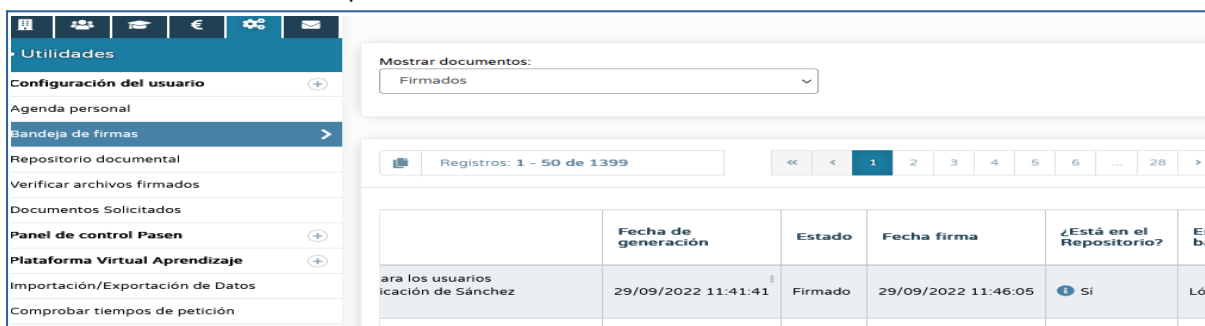 €
Utilidades
Configuración del usuario
Agenda personal
Bandeja de firmas
Repositorio documental
Verificar archivos firmados
Documentos Solicitados
Panel de control Pasen
Plataforma Virtual Aprendizaje
Importación/Exportación de Datos
Comprobar tiempos de petición
Mostrar documentos:
Firmados
Registros: 1 - 50 de 1399
« < 1 2 3 4 5 6 ... 28 >
Fecha de
generación
Estado
Fecha firma
¿Está en el
Repositorio?
ara los usuarios
icación de Sánchez
29/09/2022 11:41:41
Firmado
29/09/2022 11:46:05
Sí
Ló